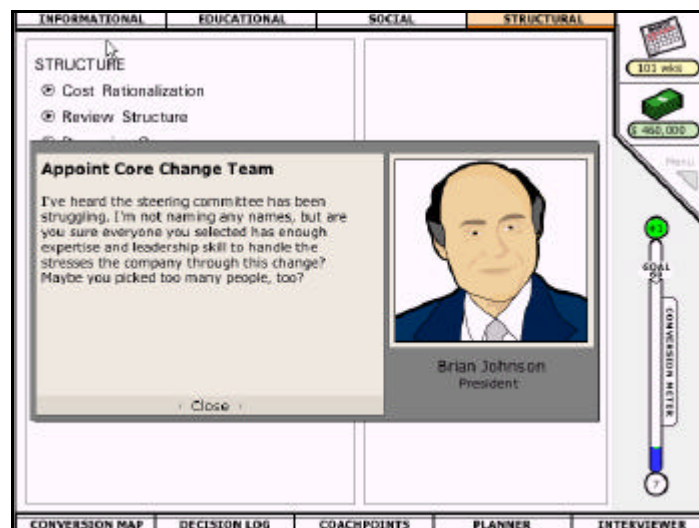 INFORMATIONAL
EDUCATIONAL
SOCIAL
STRUCTURAL
STRUCTURE
Cost Rationalization
Review Structure
101 wks
$ 460,000
Menu
Appoint Core Change Team
I've heard the steering committee has been
struggling. I'm not naming any names, but are
you sure everyone you selected has enough
expertise and leadership skill to handle the
stresses the company through this change?
Maybe you picked too many people, too?
Close
Brian Johnson
President
+1
GOAL
CONVERSION METER
7
CONVERSION MAP
DECISION LOG
COACHPOINTS
PLANNER
INTERVIEWER